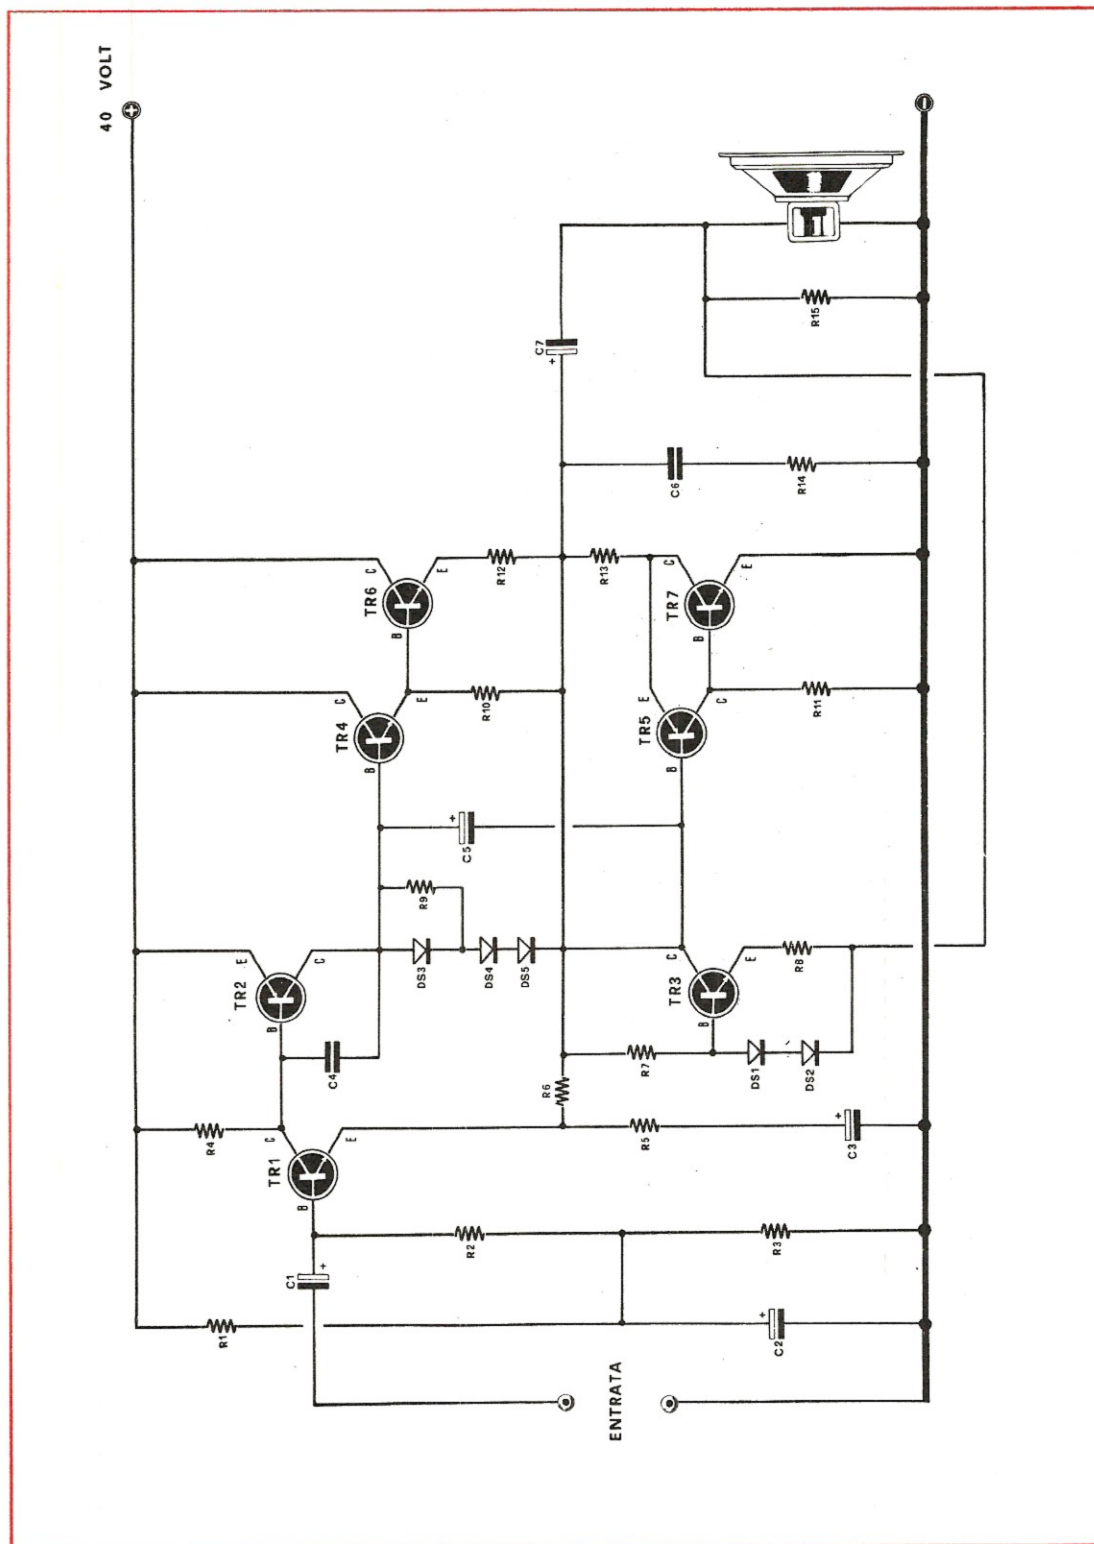 40 VOLT
+
R1
R4
C
TR1
B
E
C1
+
R2
R3
C2
+
ENTRATA
E
TR2
B
C
C4
R6
R5
C3
+
R7
DS1
DS2
DS3
DS4
DS5
R9
C
TR3
B
E
R8
C5
+
C
TR4
B
E
R10
E
TR5
B
C
R11
C
TR6
B
E
R12
R13
C
TR7
B
E
C6
R14
C7
+
R15
-